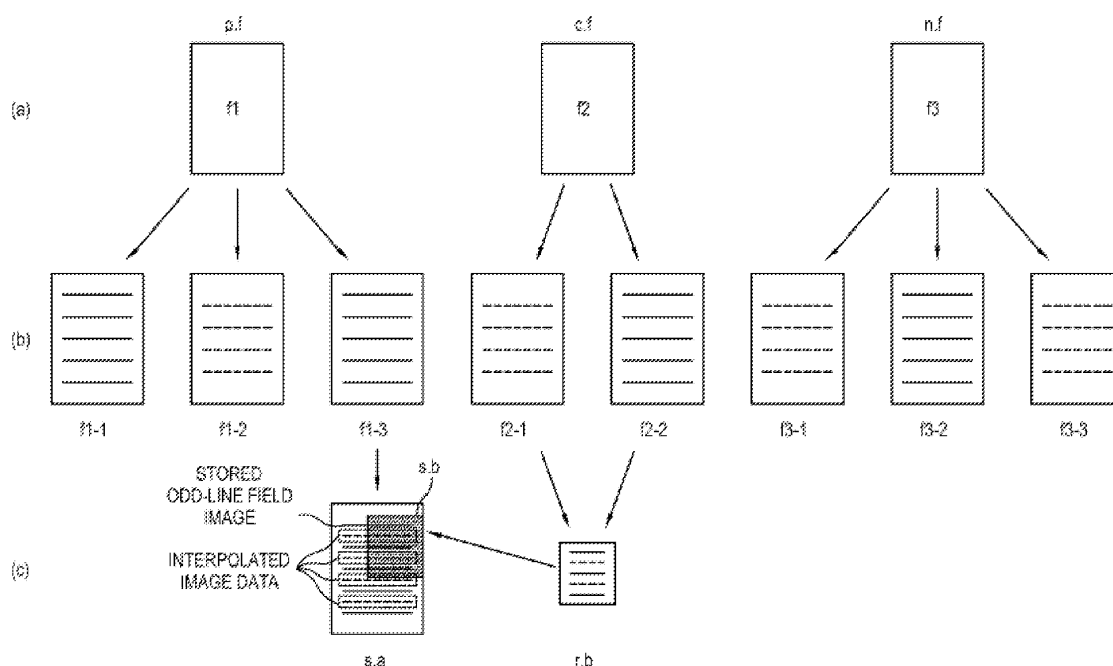 p.f c.f n.f
(a) f1 f2 f3
(b)
f1-1 f1-2 f1-3 f2-1 f2-2 f3-1 f3-2 f3-3
s.b
STORED
ODD-LINE FIELD
IMAGE
INTERPOLATED
IMAGE DATA
(c)
s.a r.b